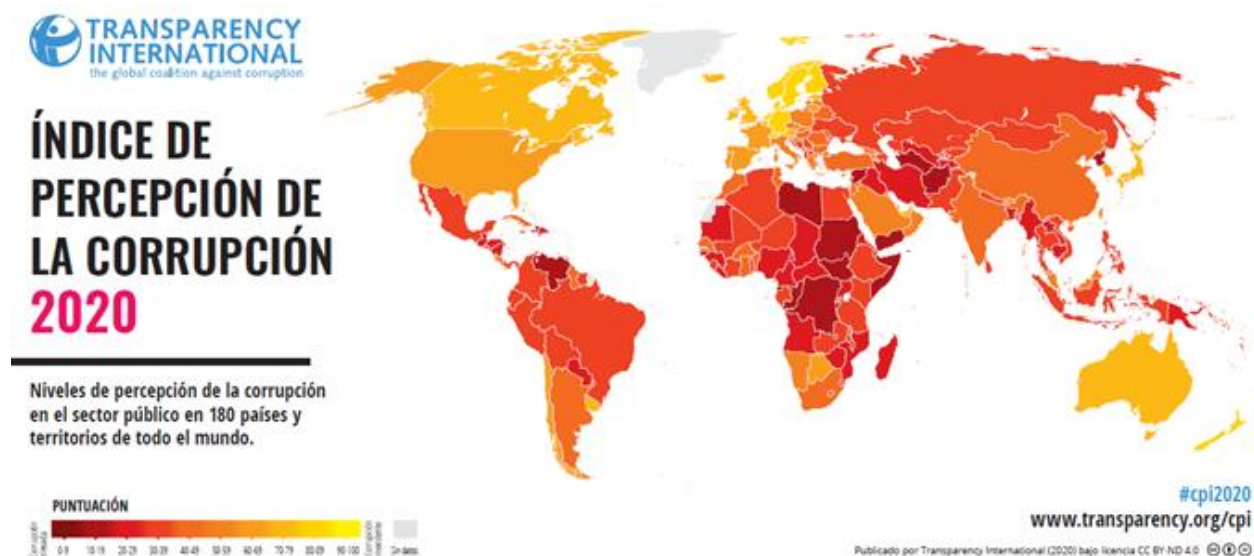 TRANSPARENCY
INTERNATIONAL
the global coalition against corruption
ÍNDICE DE
PERCEPCIÓN DE
LA CORRUPCIÓN
2020
Niveles de percepción de la corrupción
en el sector público en 180 países y
territorios de todo el mundo.
PUNTUACIÓN
0-9 10-19 20-29 30-39 40-49 50-59 60-69 70-79 80-89 90-100 Sin datos
#cpi2020
www.transparency.org/cpi
Publicado por Transparency International (2020) bajo licencia CC BY-ND 4.0